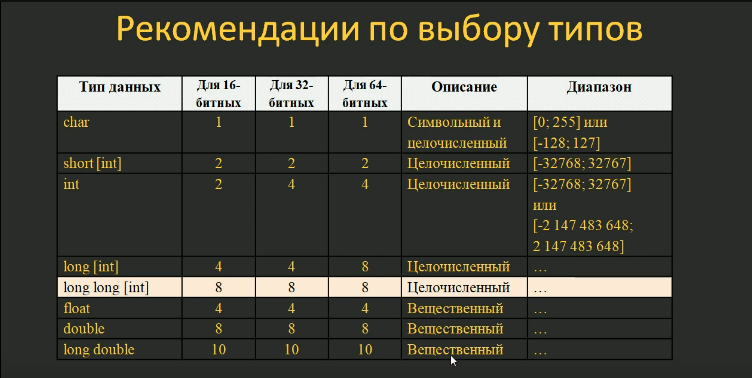 Рекомендации по выбору типов
Тип данных Для 16-битных Для 32-битных Для 64-битных Описание Диапазон
char 1 1 1 Символьный и целочисленный [0; 255] или [-128; 127]
short [int] 2 2 2 Целочисленный [-32768; 32767]
int 2 4 4 Целочисленный [-32768; 32767] или [-2 147 483 648; 2 147 483 648]
long [int] 4 4 8 Целочисленный …
long long [int] 8 8 8 Целочисленный …
float 4 4 4 Вещественный …
double 8 8 8 Вещественный …
long double 10 10 10 Вещественный …